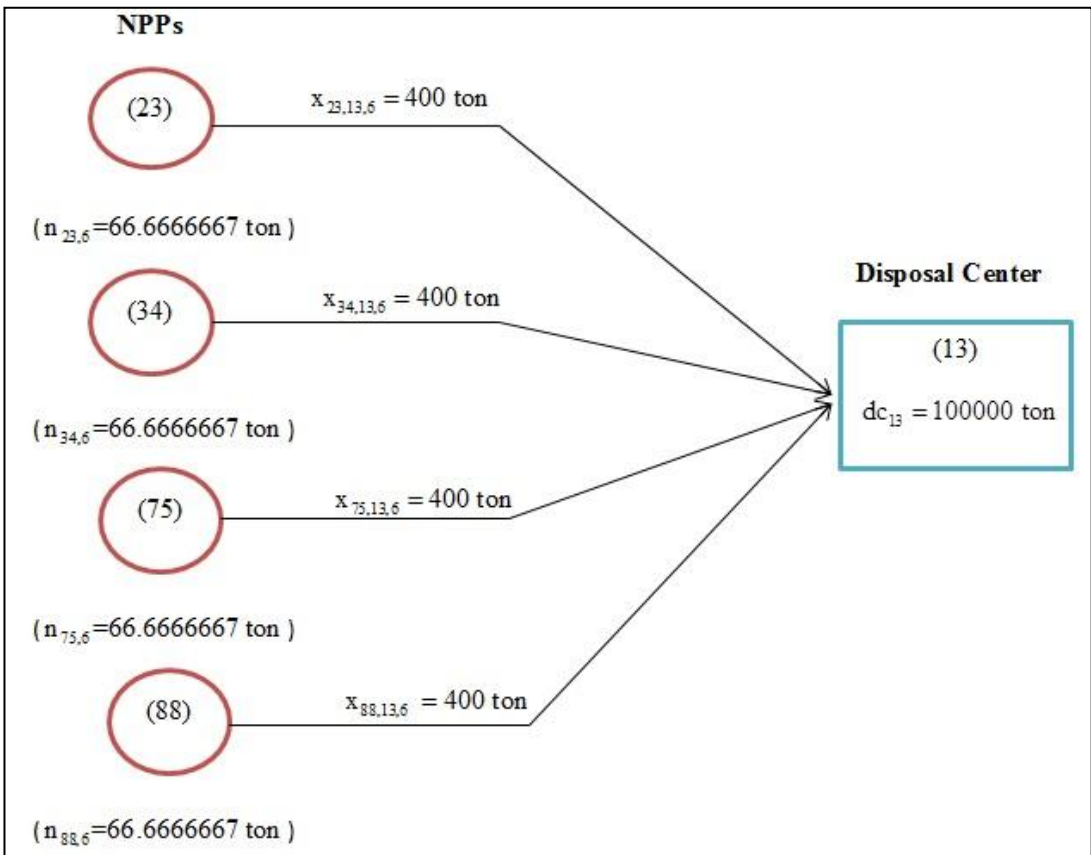 NPPs
(23)
x23,13,6 = 400 ton
( n23,6=66.6666667 ton )
(34)
x34,13,6 = 400 ton
( n34,6=66.6666667 ton )
(75)
x75,13,6 = 400 ton
( n75,6=66.6666667 ton )
(88)
x88,13,6 = 400 ton
( n88,6=66.6666667 ton )
Disposal Center
(13)
dc13 = 100000 ton